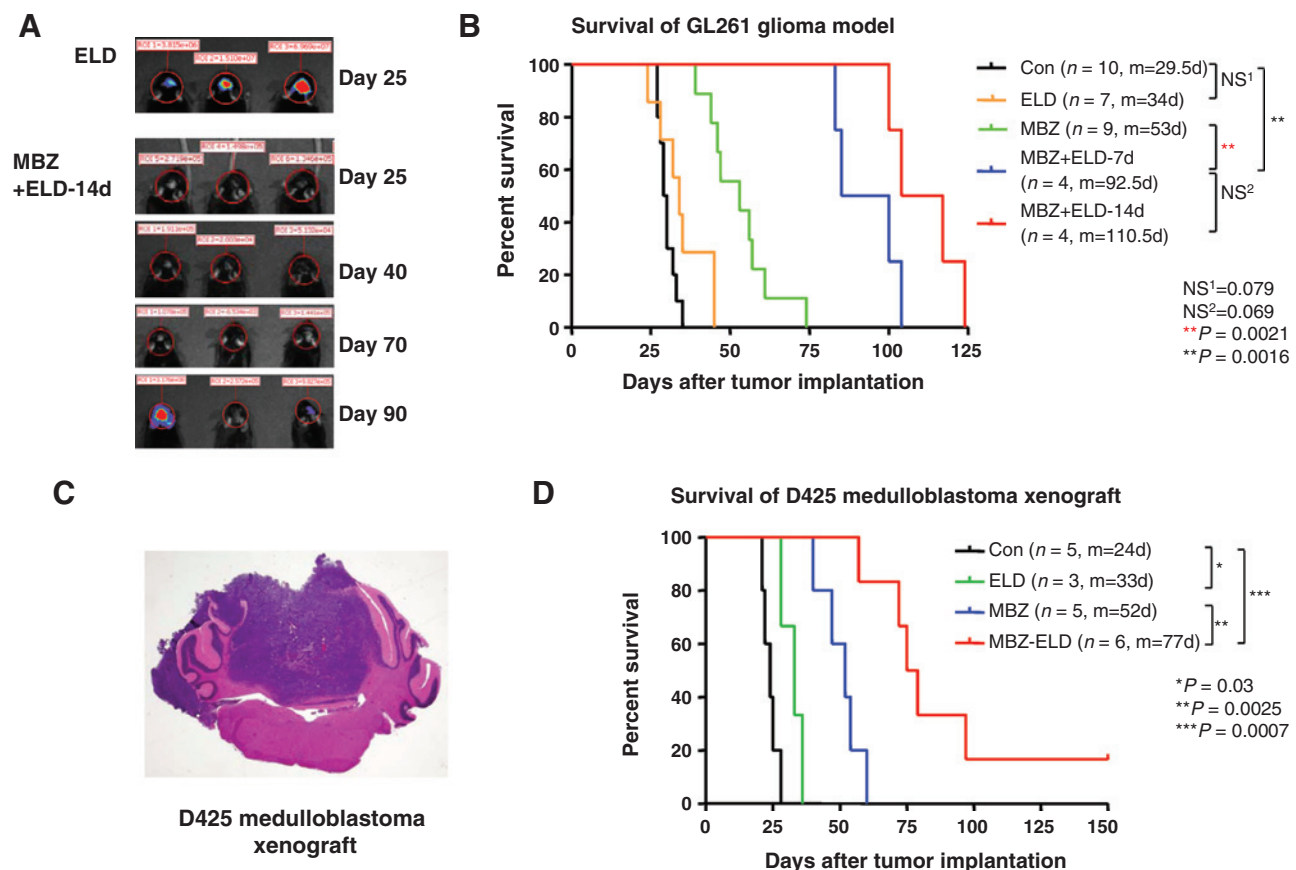 A
ELD
Day 25
MBZ
+ELD-14d
Day 25
Day 40
Day 70
Day 90
B
Survival of GL261 glioma model
Percent survival
100
80
60
40
20
0
0
25
50
75
100
125
Days after tumor implantation
Con (n = 10, m=29.5d)
ELD (n = 7, m=34d)
MBZ (n = 9, m=53d)
MBZ+ELD-7d
(n = 4, m=92.5d)
MBZ+ELD-14d
(n = 4, m=110.5d)
NS1
**
**
NS2
NS1=0.079
NS2=0.069
**P = 0.0021
**P = 0.0016
C
D425 medulloblastoma
xenograft
D
Survival of D425 medulloblastoma xenograft
Percent survival
100
80
60
40
20
0
0
25
50
75
100
125
150
Days after tumor implantation
Con (n = 5, m=24d)
ELD (n = 3, m=33d)
MBZ (n = 5, m=52d)
MBZ-ELD (n = 6, m=77d)
*
**
***
*P = 0.03
**P = 0.0025
***P = 0.0007